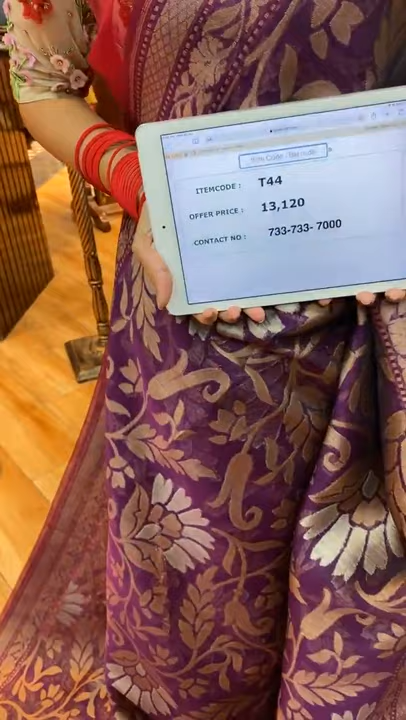 ITEMCODE : T44
OFFER PRICE : 13,120
CONTACT NO : 733-733- 7000